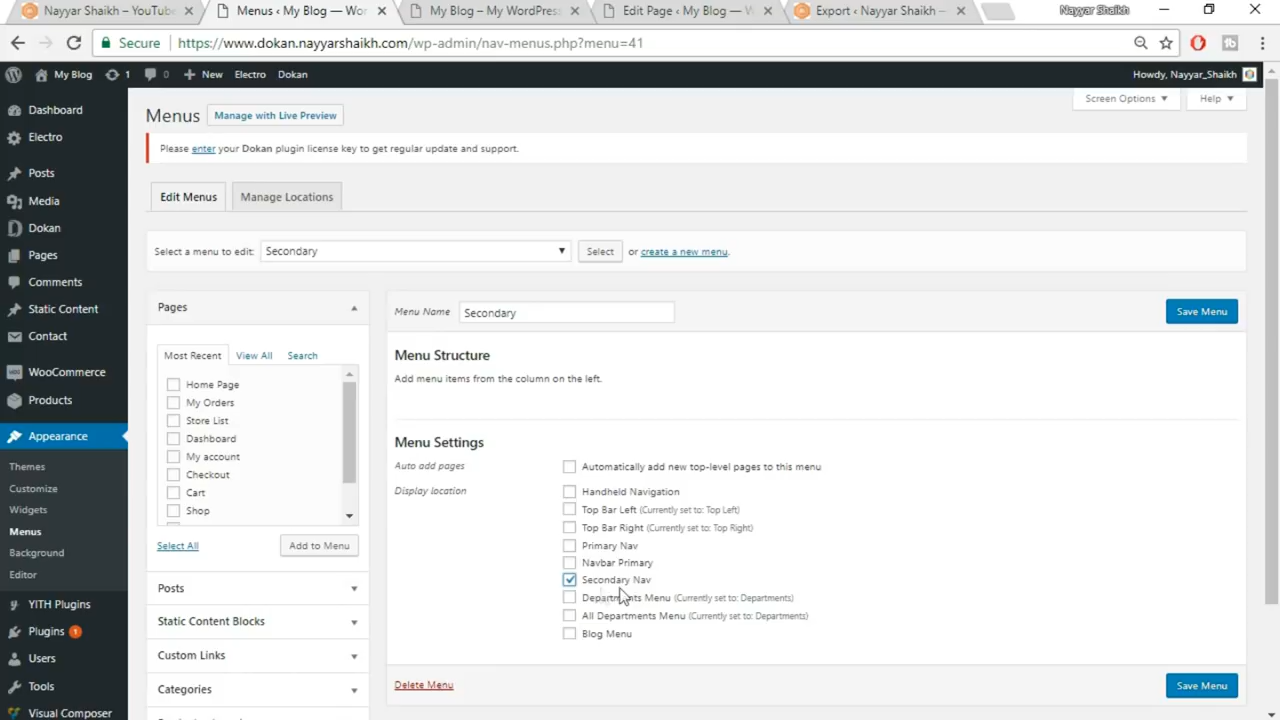 Nayyar Shaikh – YouTube
Menus ‹ My Blog — Wor
My Blog – My WordPress
Edit Page ‹ My Blog — W
Export ‹ Nayyar Shaikh —
Nayyar Shaikh
Secure
https://www.dokan.nayyarshaikh.com/wp-admin/nav-menus.php?menu=41
My Blog 1 0 New Electro Dokan
Howdy, Nayyar_Shaikh
Dashboard
Electro
Posts
Media
Dokan
Pages
Comments
Static Content
Contact
WooCommerce
Products
Appearance
Themes
Customize
Widgets
Menus
Background
Editor
YITH Plugins
Plugins 1
Users
Tools
Visual Composer
Screen Options ▼ Help ▼
Menus Manage with Live Preview
Please enter your Dokan plugin license key to get regular update and support.
Edit Menus Manage Locations
Select a menu to edit: Secondary Select or create a new menu.
Pages
Most Recent View All Search
Home Page
My Orders
Store List
Dashboard
My account
Checkout
Cart
Shop
Select All Add to Menu
Posts
Static Content Blocks
Custom Links
Categories
Menu Name Secondary Save Menu
Menu Structure
Add menu items from the column on the left.
Menu Settings
Auto add pages Automatically add new top-level pages to this menu
Display location Handheld Navigation
Top Bar Left (Currently set to: Top Left)
Top Bar Right (Currently set to: Top Right)
Primary Nav
Navbar Primary
Secondary Nav
Departments Menu (Currently set to: Departments)
All Departments Menu (Currently set to: Departments)
Blog Menu
Delete Menu Save Menu